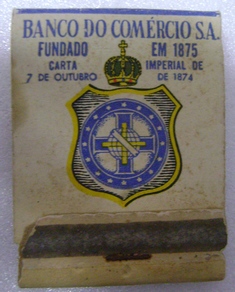 BANCO DO COMÉRCIO S.A.
FUNDADO EM 1875
CARTA IMPERIAL DE
7 DE OUTUBRO DE 1874